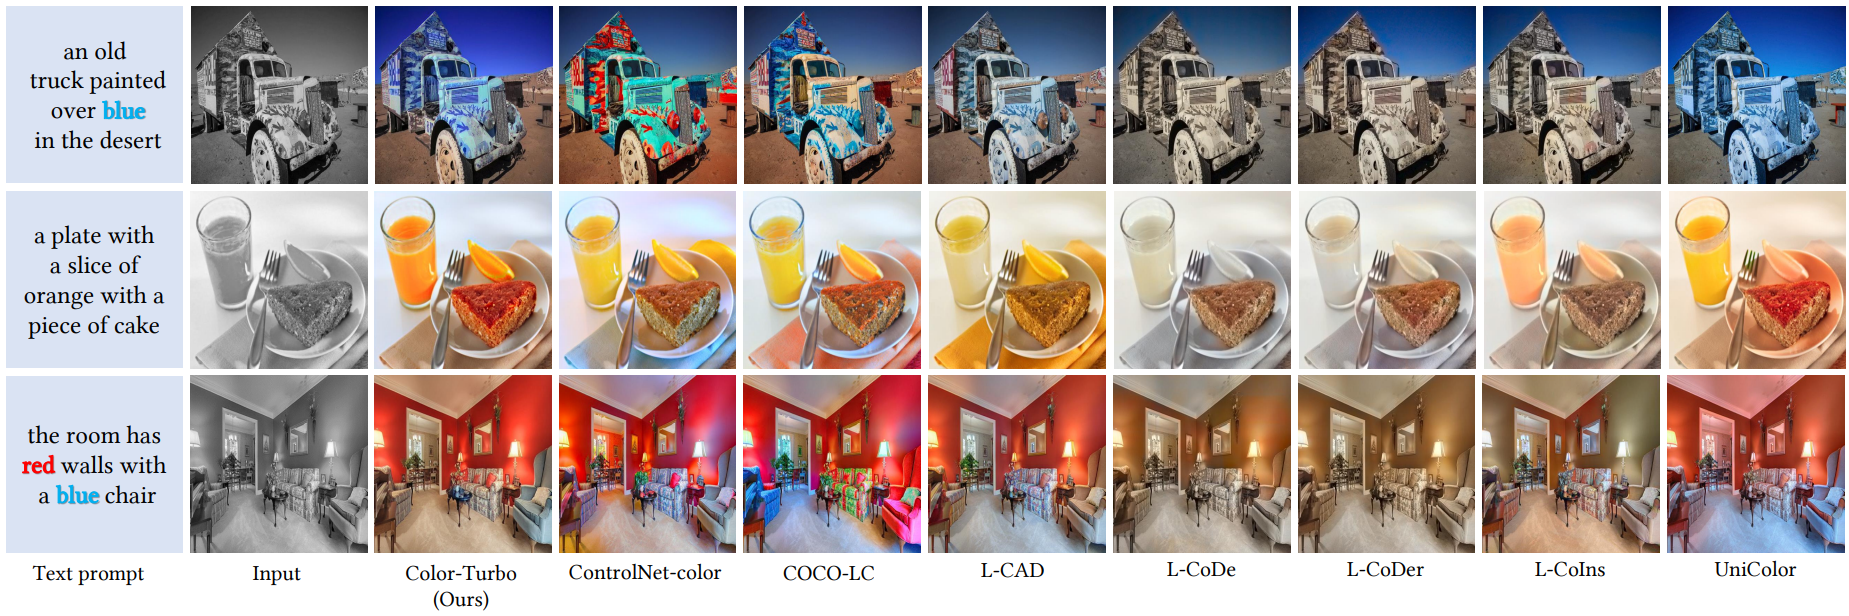 an old
truck painted
over blue
in the desert
a plate with
a slice of
orange with a
piece of cake
the room has
red walls with
a blue chair
Text prompt
Input
Color-Turbo
(Ours)
ControlNet-color
COCO-LC
L-CAD
L-CoDe
L-CoDer
L-CoIns
UniColor